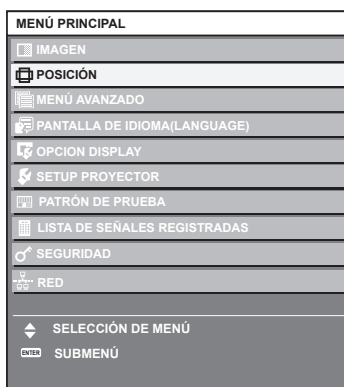 MENÚ PRINCIPAL
IMAGEN
POSICIÓN
MENÚ AVANZADO
PANTALLA DE IDIOMA(LANGUAGE)
OPCION DISPLAY
SETUP PROYECTOR
PATRÓN DE PRUEBA
LISTA DE SEÑALES REGISTRADAS
SEGURIDAD
RED
SELECCIÓN DE MENÚ
ENTER SUBMENÚ